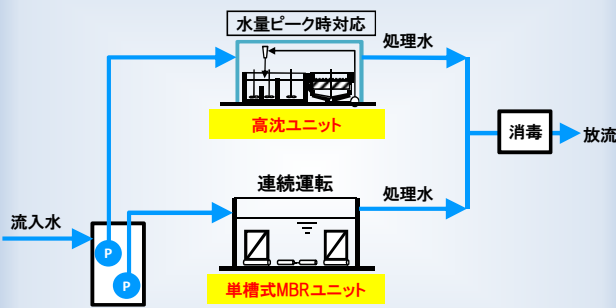 水量ピーク時対応
処理水
高沈ユニット
消毒
放流
連続運転
処理水
流入水
P
P
単槽式MBRユニット